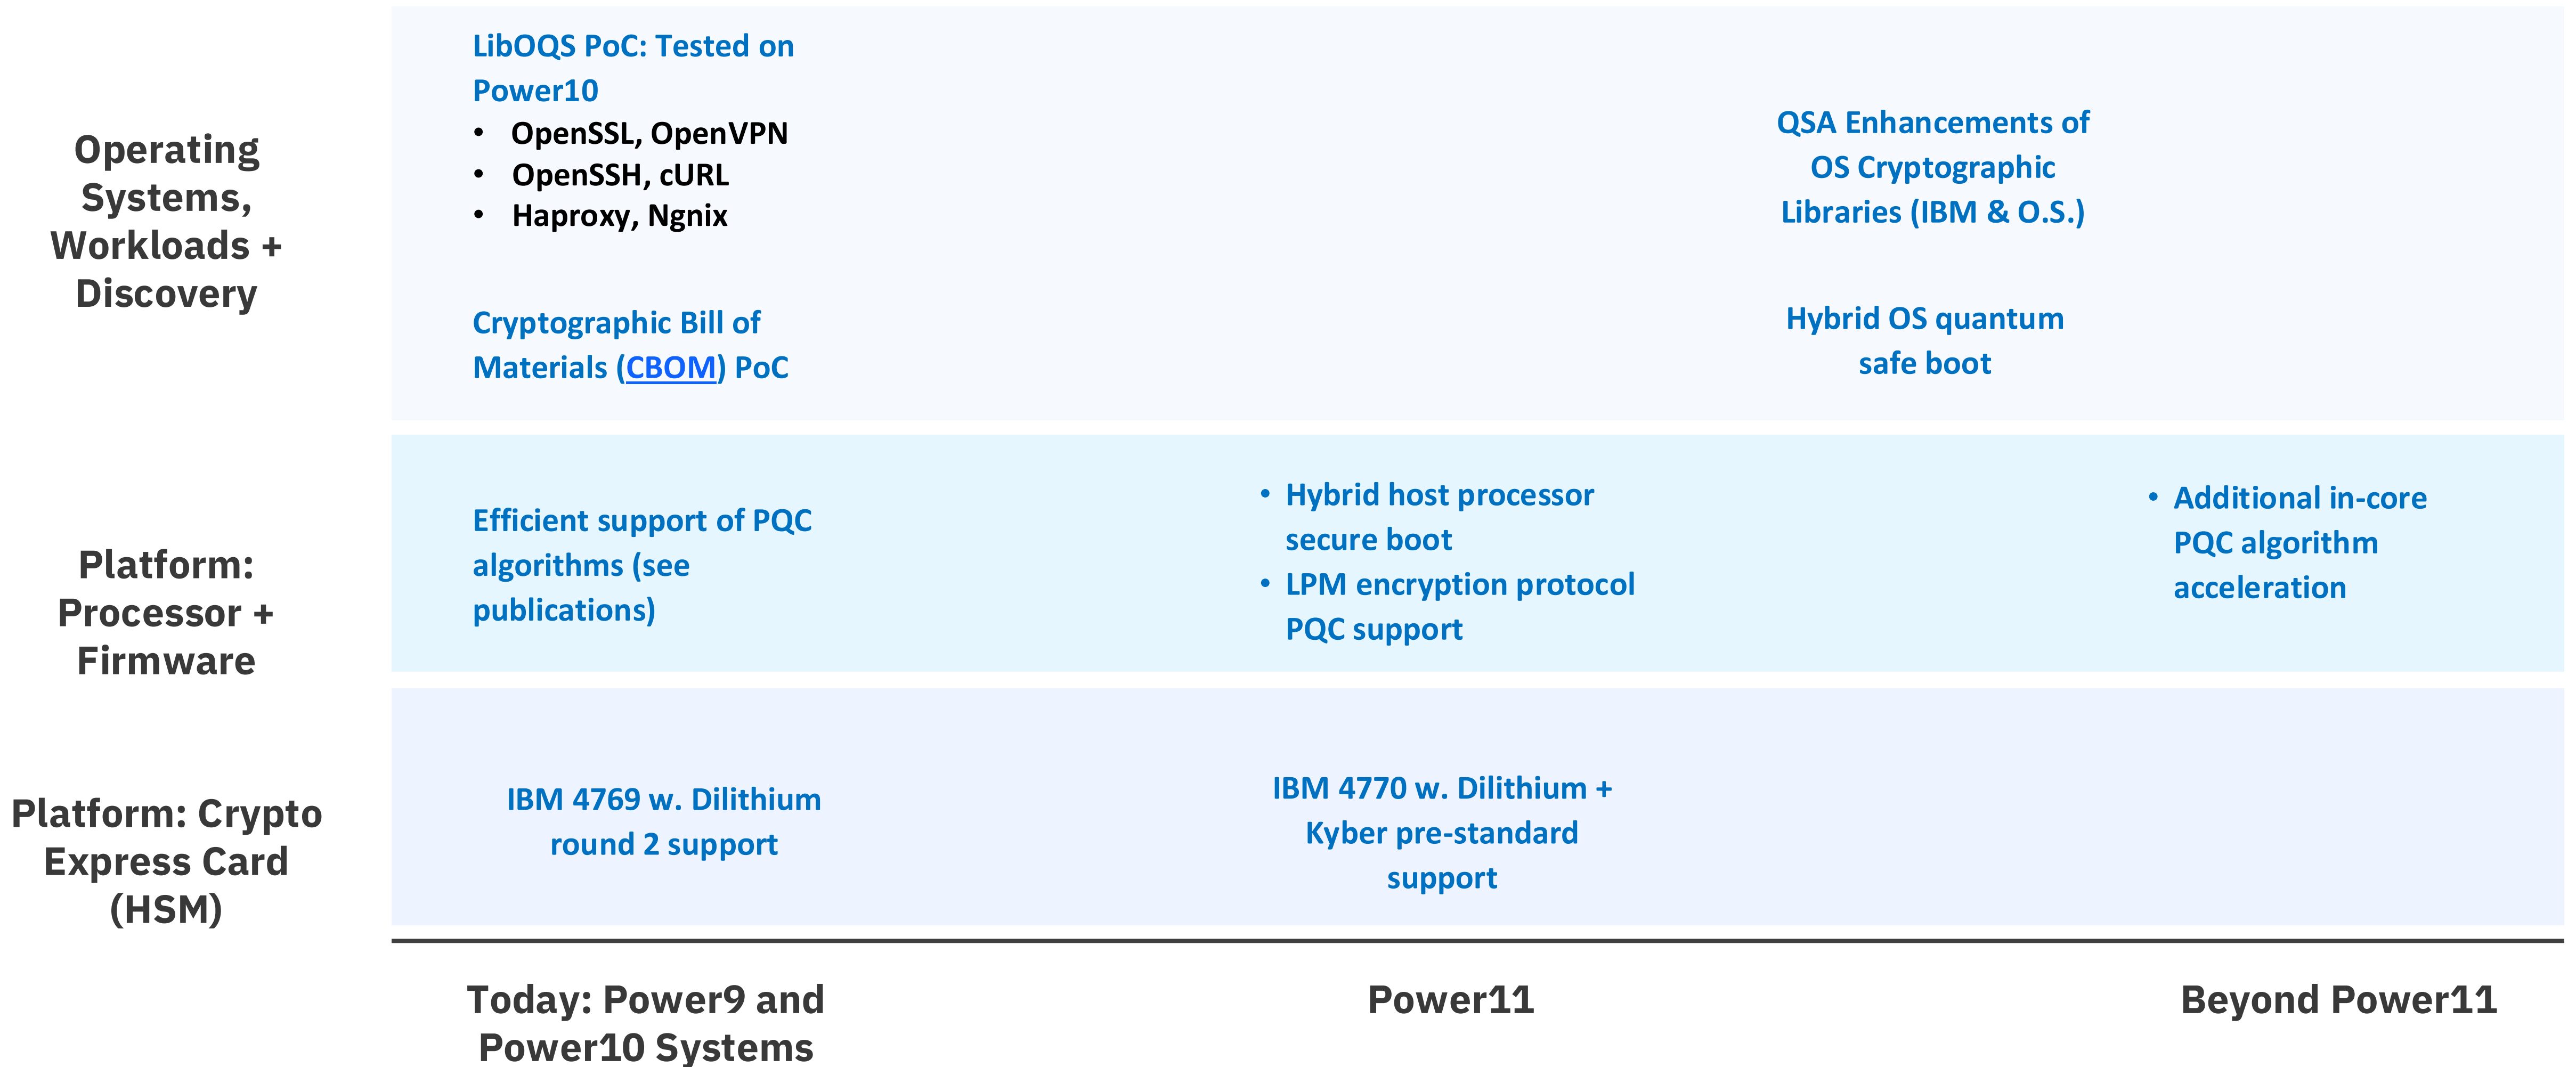 Operating
Systems,
Workloads +
Discovery
LibOQS PoC: Tested on
Power10
• OpenSSL, OpenVPN
• OpenSSH, cURL
• Haproxy, Ngnix
Cryptographic Bill of
Materials (CBOM) PoC
QSA Enhancements of
OS Cryptographic
Libraries (IBM & O.S.)
Hybrid OS quantum
safe boot
Platform:
Processor +
Firmware
Efficient support of PQC
algorithms (see
publications)
• Hybrid host processor
secure boot
• LPM encryption protocol
PQC support
• Additional in-core
PQC algorithm
acceleration
Platform: Crypto
Express Card
(HSM)
IBM 4769 w. Dilithium
round 2 support
IBM 4770 w. Dilithium +
Kyber pre-standard
support
Today: Power9 and
Power10 Systems
Power11
Beyond Power11